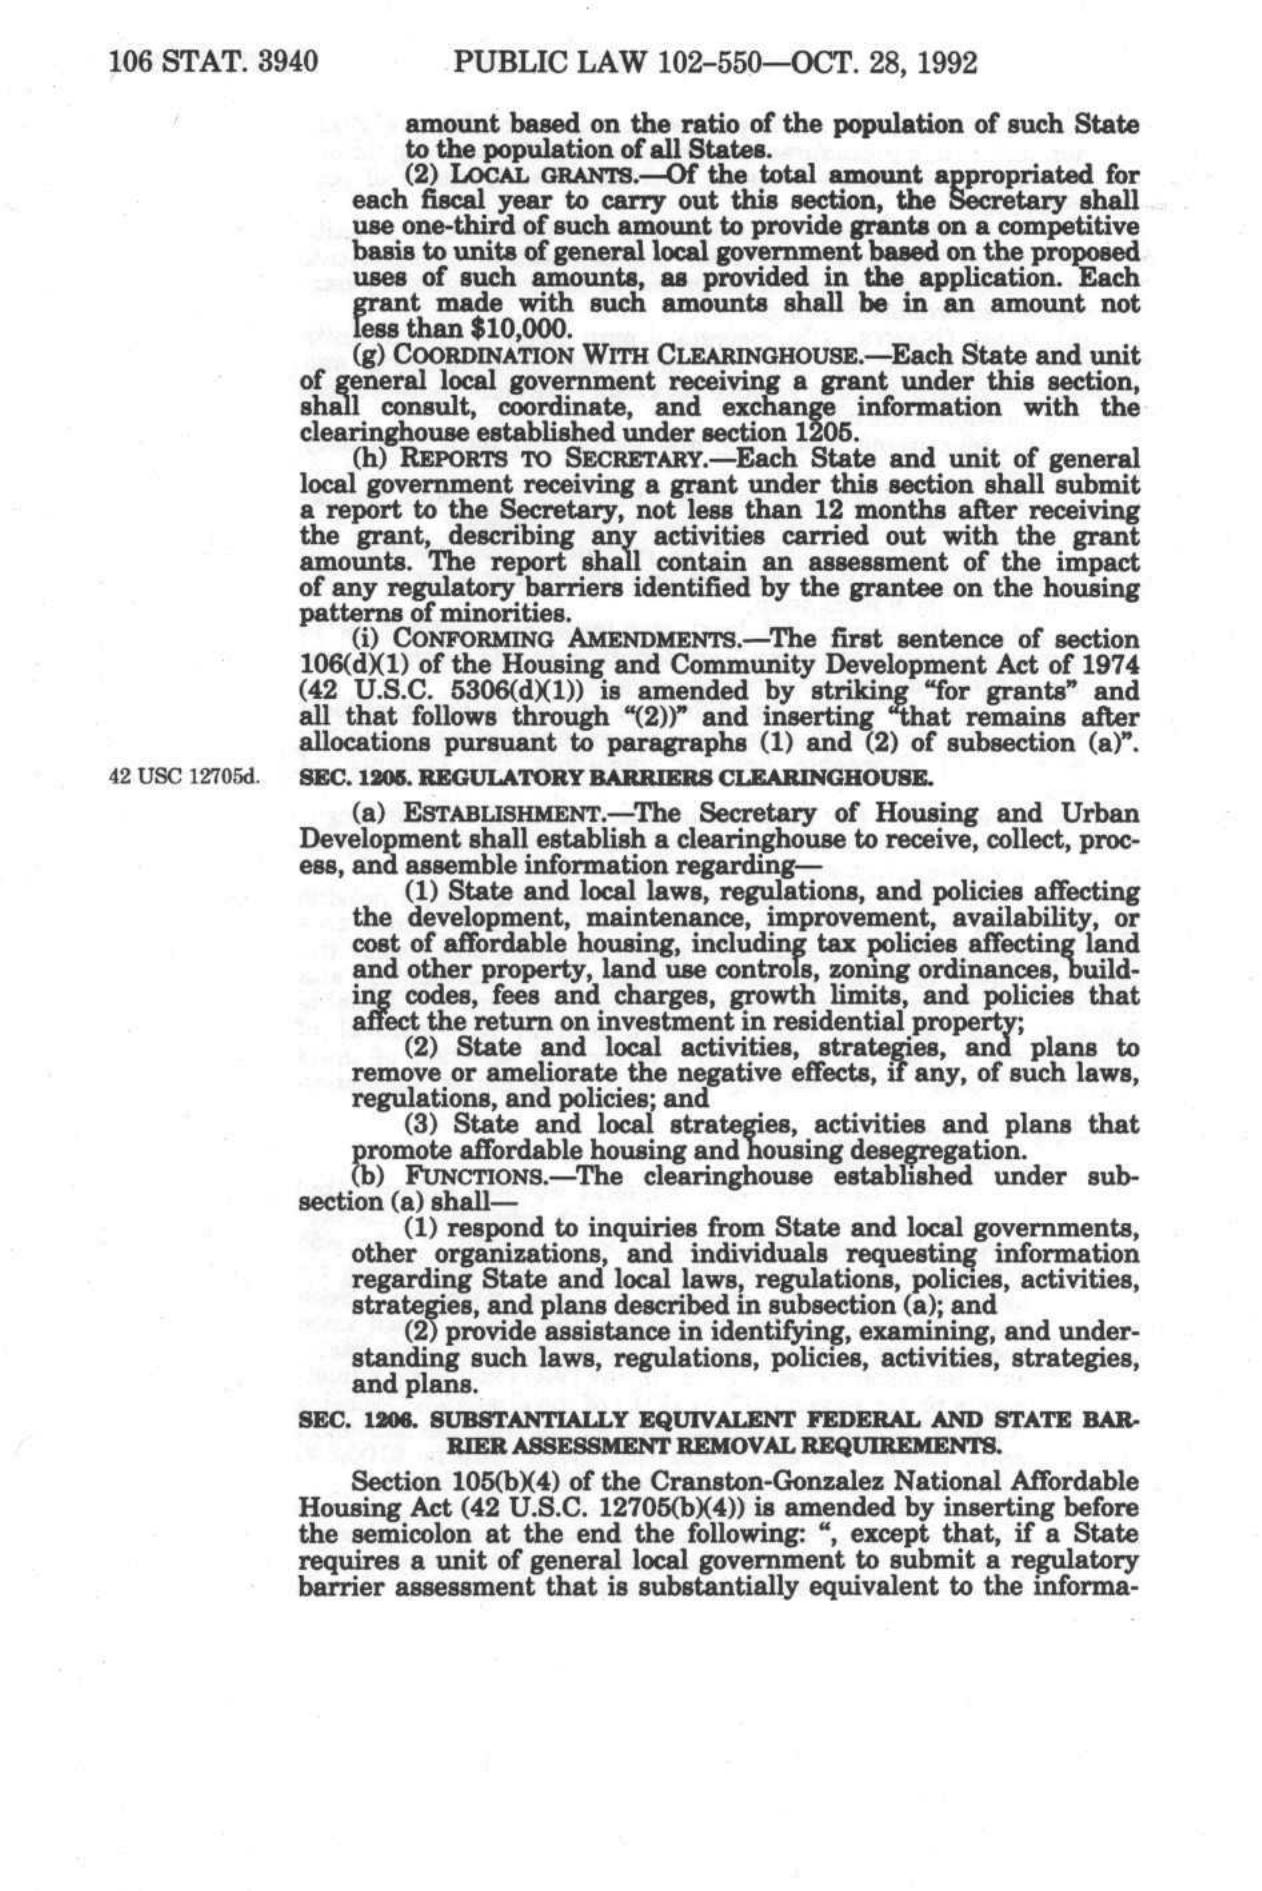 106 STAT. 3940 PUBLIC LAW 102-550—OCT. 28, 1992
amount based on the ratio of the population of such State
to the population of all States.
(2) LOCAL GRANTS.—Of the total amount appropriated for
each fiscal year to carry out this section, the Secretary shall
use one-third of such amount to provide grants on a competitive
basis to units of general local government based on the proposed
uses of such amounts, as provided in the application. Each
grant made with such amounts shall be in an amount not
less than $10,000.
(g) COORDINATION WITH CLEARINGHOUSE.—Each State and unit
of general local government receiving a grant under this section,
shall consult, coordinate, and exchange information with the
clearinghouse established under section 1205.
(h) REPORTS TO SECRETARY.—Each State and unit of general
local government receiving a grant under this section shall submit
a report to the Secretary, not less than 12 months after receiving
the grant, describing any activities carried out with the grant
amounts. The report shall contain an assessment of the impact
of any regulatory barriers identified by the grantee on the housing
patterns of minorities.
(i) CONFORMING AMENDMENTS.—The first sentence of section
106(d)(1) of the Housing and Community Development Act of 1974
(42 U.S.C. 5306(d)(1)) is amended by striking “for grants” and
all that follows through “(2))” and inserting “that remains after
allocations pursuant to paragraphs (1) and (2) of subsection (a)”.
42 USC 12705d. SEC. 1205. REGULATORY BARRIERS CLEARINGHOUSE.
(a) ESTABLISHMENT.—The Secretary of Housing and Urban
Development shall establish a clearinghouse to receive, collect, proc-
ess, and assemble information regarding—
(1) State and local laws, regulations, and policies affecting
the development, maintenance, improvement, availability, or
cost of affordable housing, including tax policies affecting land
and other property, land use controls, zoning ordinances, build-
ing codes, fees and charges, growth limits, and policies that
affect the return on investment in residential property;
(2) State and local activities, strategies, and plans to
remove or ameliorate the negative effects, if any, of such laws,
regulations, and policies; and
(3) State and local strategies, activities and plans that
promote affordable housing and housing desegregation.
(b) FUNCTIONS.—The clearinghouse established under sub-
section (a) shall—
(1) respond to inquiries from State and local governments,
other organizations, and individuals requesting information
regarding State and local laws, regulations, policies, activities,
strategies, and plans described in subsection (a); and
(2) provide assistance in identifying, examining, and under-
standing such laws, regulations, policies, activities, strategies,
and plans.
SEC. 1206. SUBSTANTIALLY EQUIVALENT FEDERAL AND STATE BAR-
RIER ASSESSMENT REMOVAL REQUIREMENTS.
Section 105(b)(4) of the Cranston-Gonzalez National Affordable
Housing Act (42 U.S.C. 12705(b)(4)) is amended by inserting before
the semicolon at the end the following: “, except that, if a State
requires a unit of general local government to submit a regulatory
barrier assessment that is substantially equivalent to the informa-